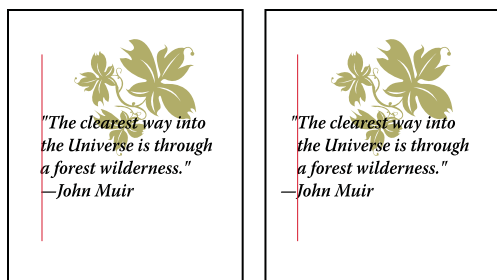 "The clearest way into
the Universe is through
a forest wilderness."
—John Muir
"The clearest way into
the Universe is through
a forest wilderness."
—John Muir